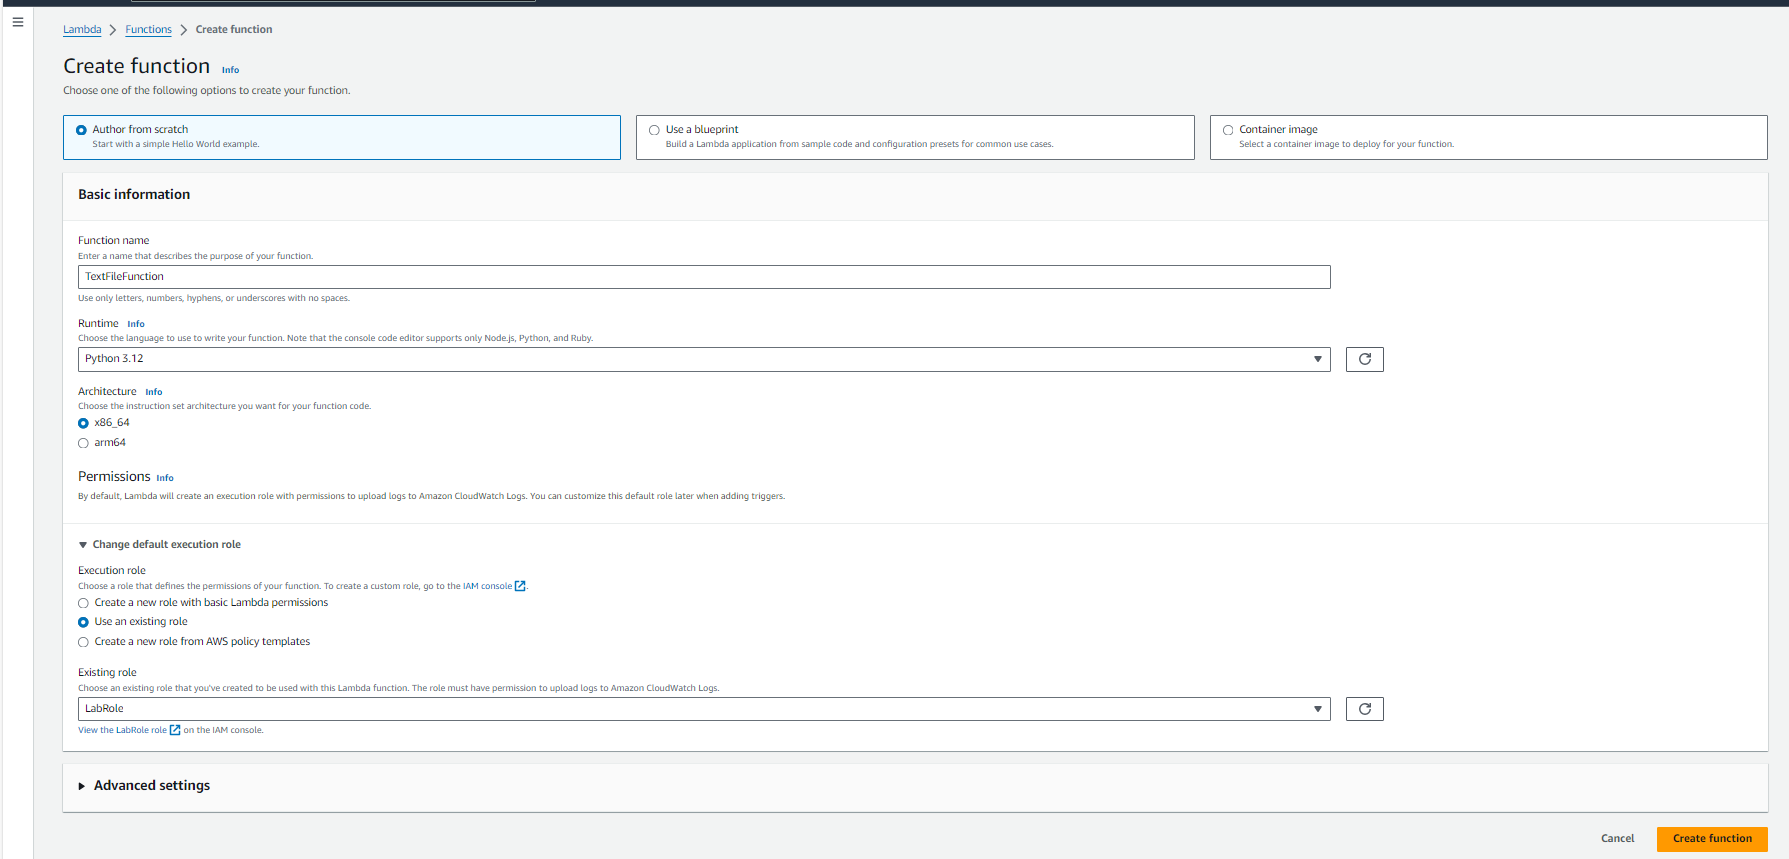 Lambda > Functions > Create function
Create function Info
Choose one of the following options to create your function.
Author from scratch
Start with a simple Hello World example.
Use a blueprint
Build a Lambda application from sample code and configuration presets for common use cases.
Container image
Select a container image to deploy for your function.
Basic information
Function name
Enter a name that describes the purpose of your function.
TextFileFunction
Use only letters, numbers, hyphens, or underscores with no spaces.
Runtime Info
Choose the language to use to write your function. Note that the console code editor supports only Node.js, Python, and Ruby.
Python 3.12
Architecture Info
Choose the instruction set architecture you want for your function code.
x86_64
arm64
Permissions Info
By default, Lambda will create an execution role with permissions to upload logs to Amazon CloudWatch Logs. You can customize this default role later when adding triggers.
Change default execution role
Execution role
Choose a role that defines the permissions of your function. To create a custom role, go to the IAM console.
Create a new role with basic Lambda permissions
Use an existing role
Create a new role from AWS policy templates
Existing role
Choose an existing role that you've created to be used with this Lambda function. The role must have permission to upload logs to Amazon CloudWatch Logs.
LabRole
View the LabRole role on the IAM console.
Advanced settings
Cancel Create function